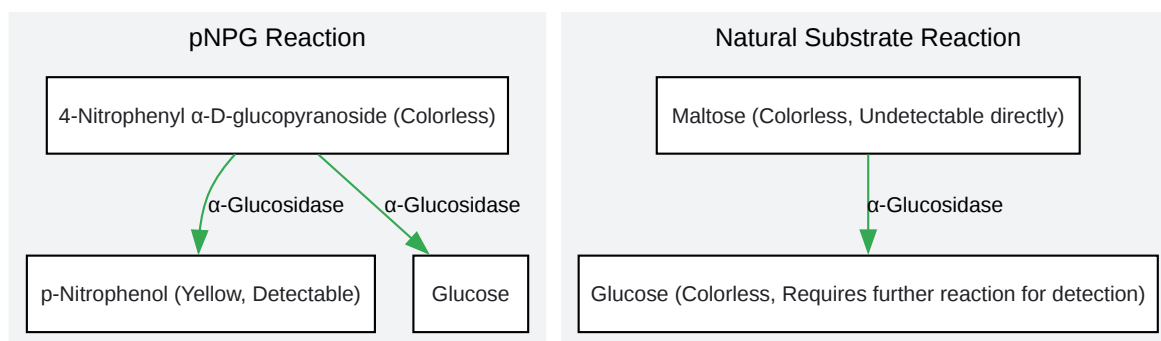 pNPG Reaction
4-Nitrophenyl α-D-glucopyranoside (Colorless)
α-Glucosidase
α-Glucosidase
p-Nitrophenol (Yellow, Detectable)
Glucose
Natural Substrate Reaction
Maltose (Colorless, Undetectable directly)
α-Glucosidase
Glucose (Colorless, Requires further reaction for detection)